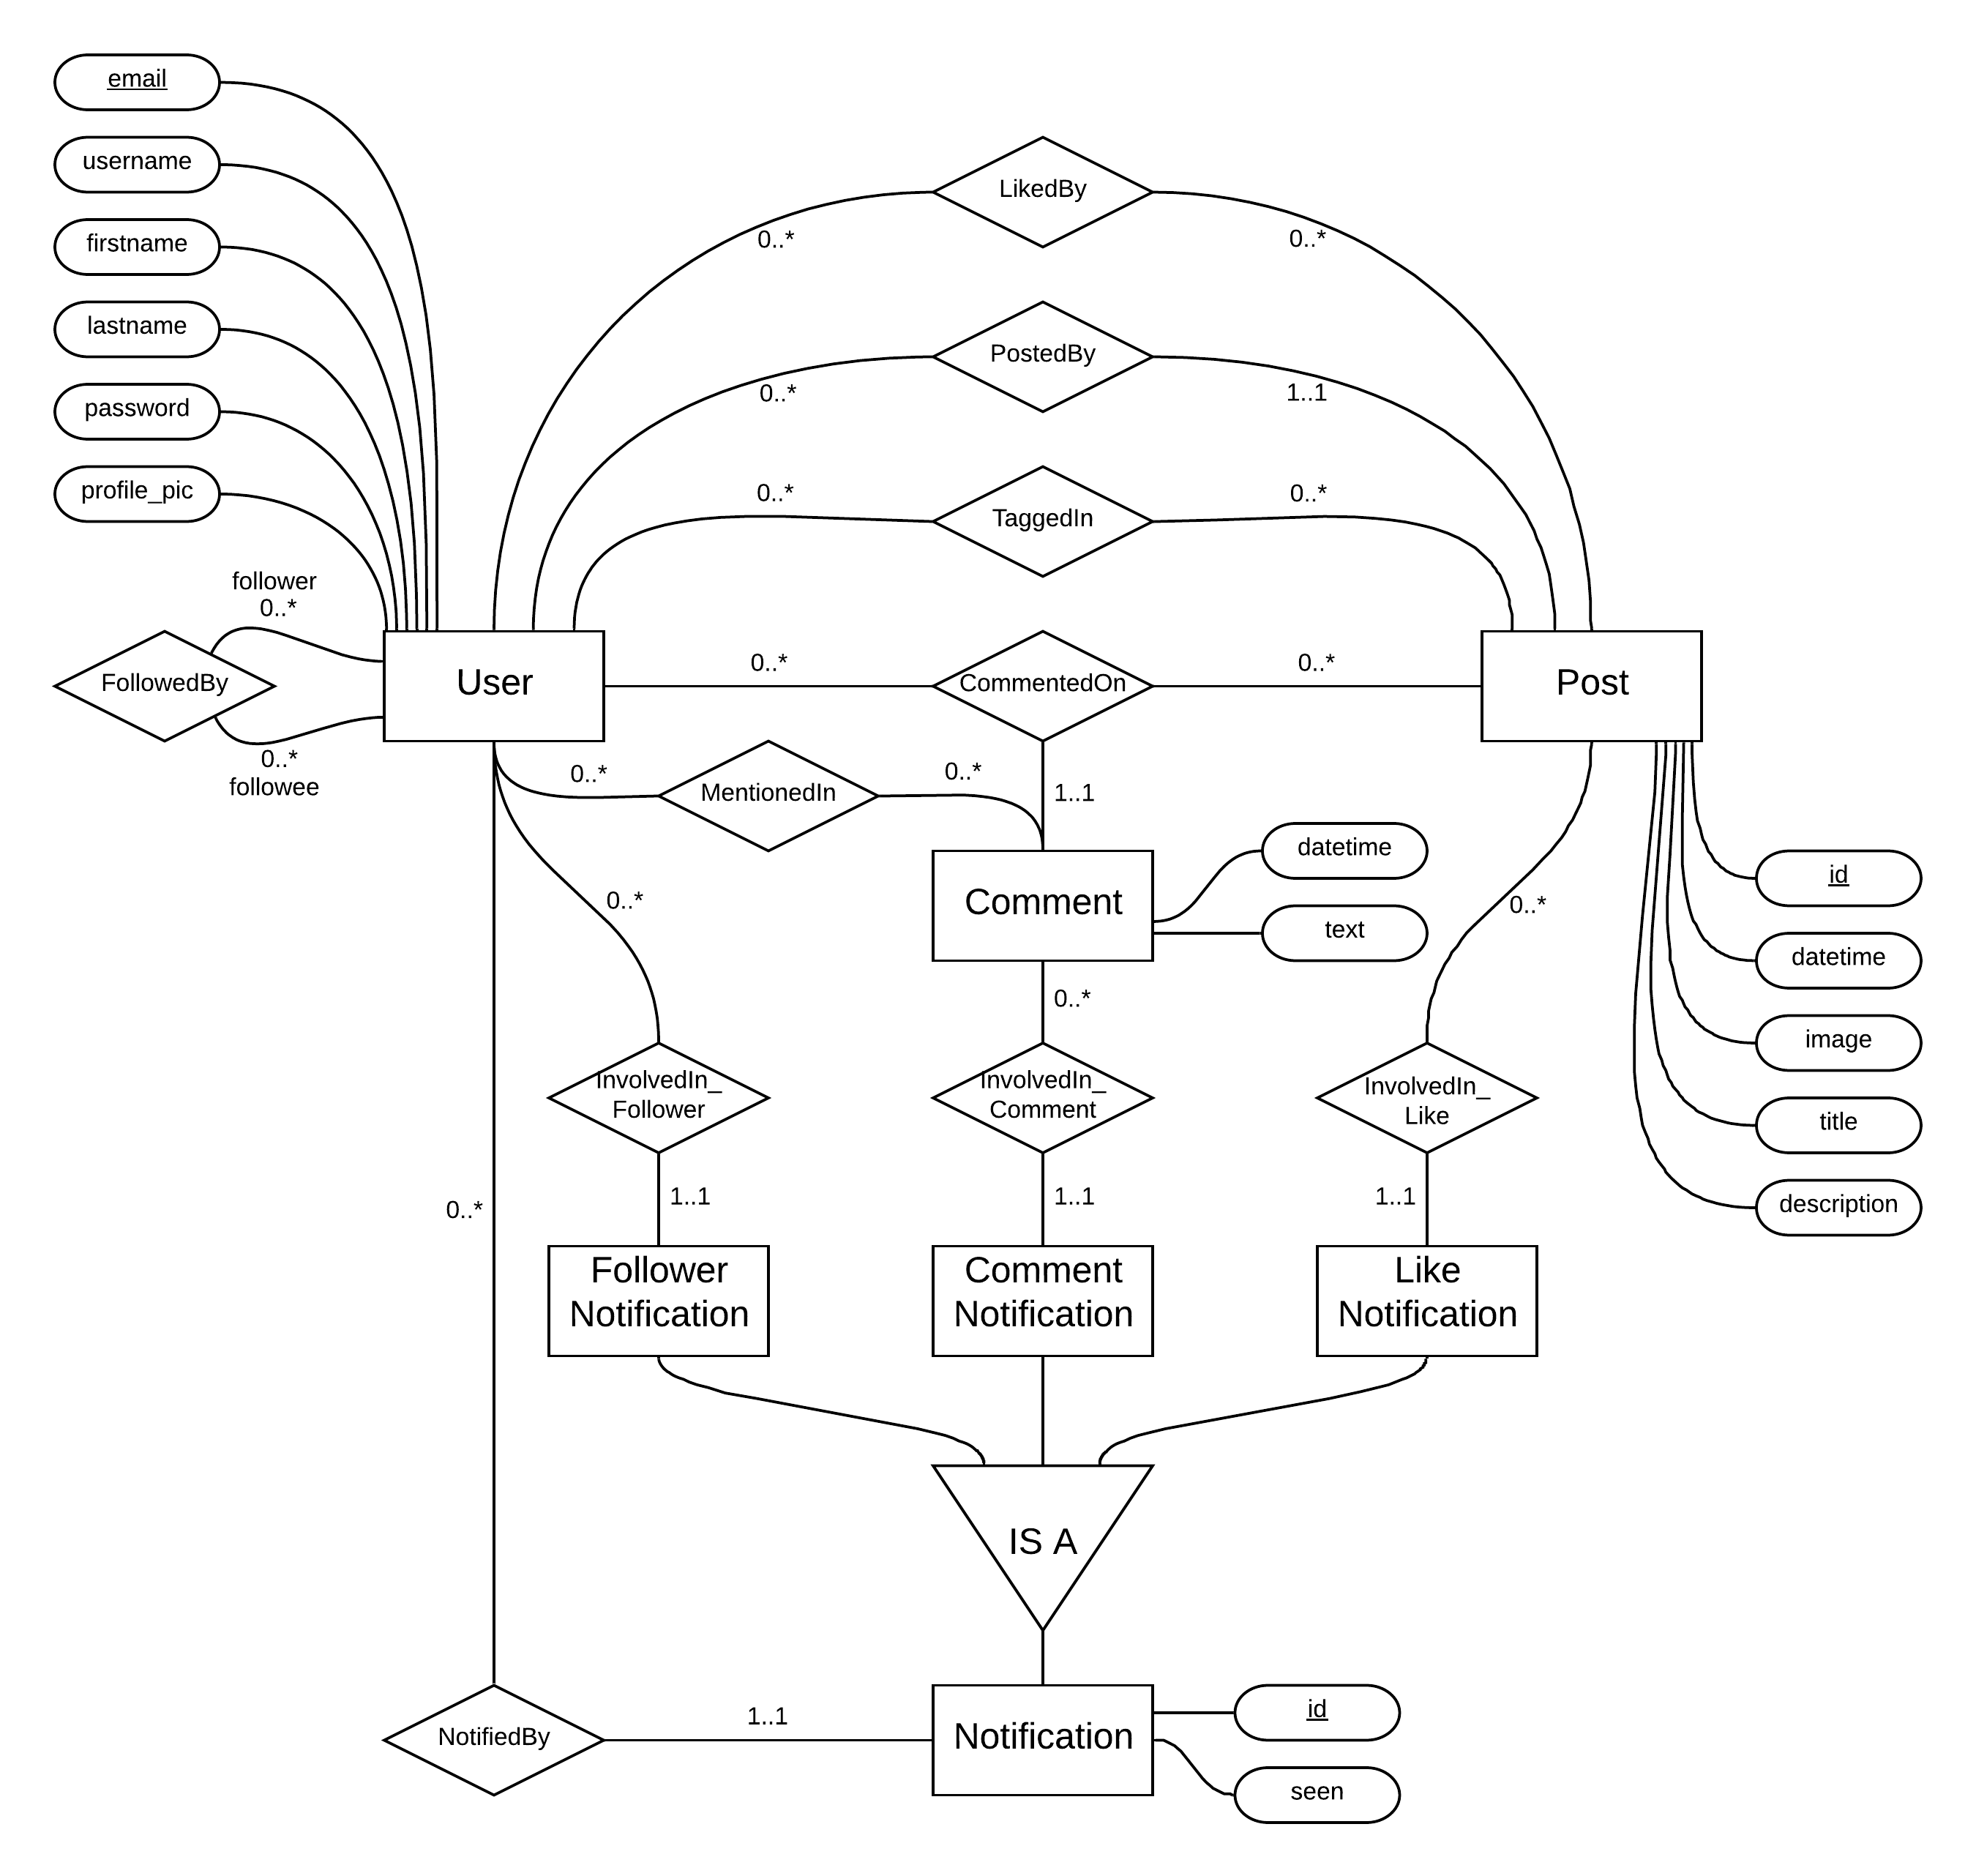 email
username
firstname
lastname
password
profile_pic
LikedBy
0..*
0..*
PostedBy
0..*
1..1
TaggedIn
0..*
0..*
follower
0..*
FollowedBy
0..*
followee
User
0..*
CommentedOn
0..*
Post
0..*
MentionedIn
0..*
1..1
Comment
datetime
text
0..*
0..*
0..*
id
datetime
image
title
description
InvolvedIn_
Follower
InvolvedIn_
Comment
InvolvedIn_
Like
0..*
1..1
1..1
1..1
Follower
Notification
Comment
Notification
Like
Notification
IS A
NotifiedBy
1..1
Notification
id
seen